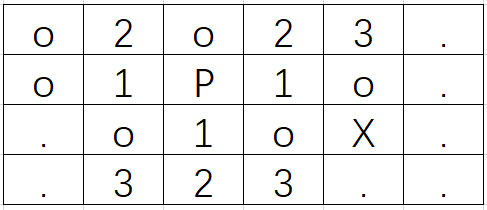 o 2 o 2 3 .
o 1 P 1 o .
. o 1 o X .
. 3 2 3 . .